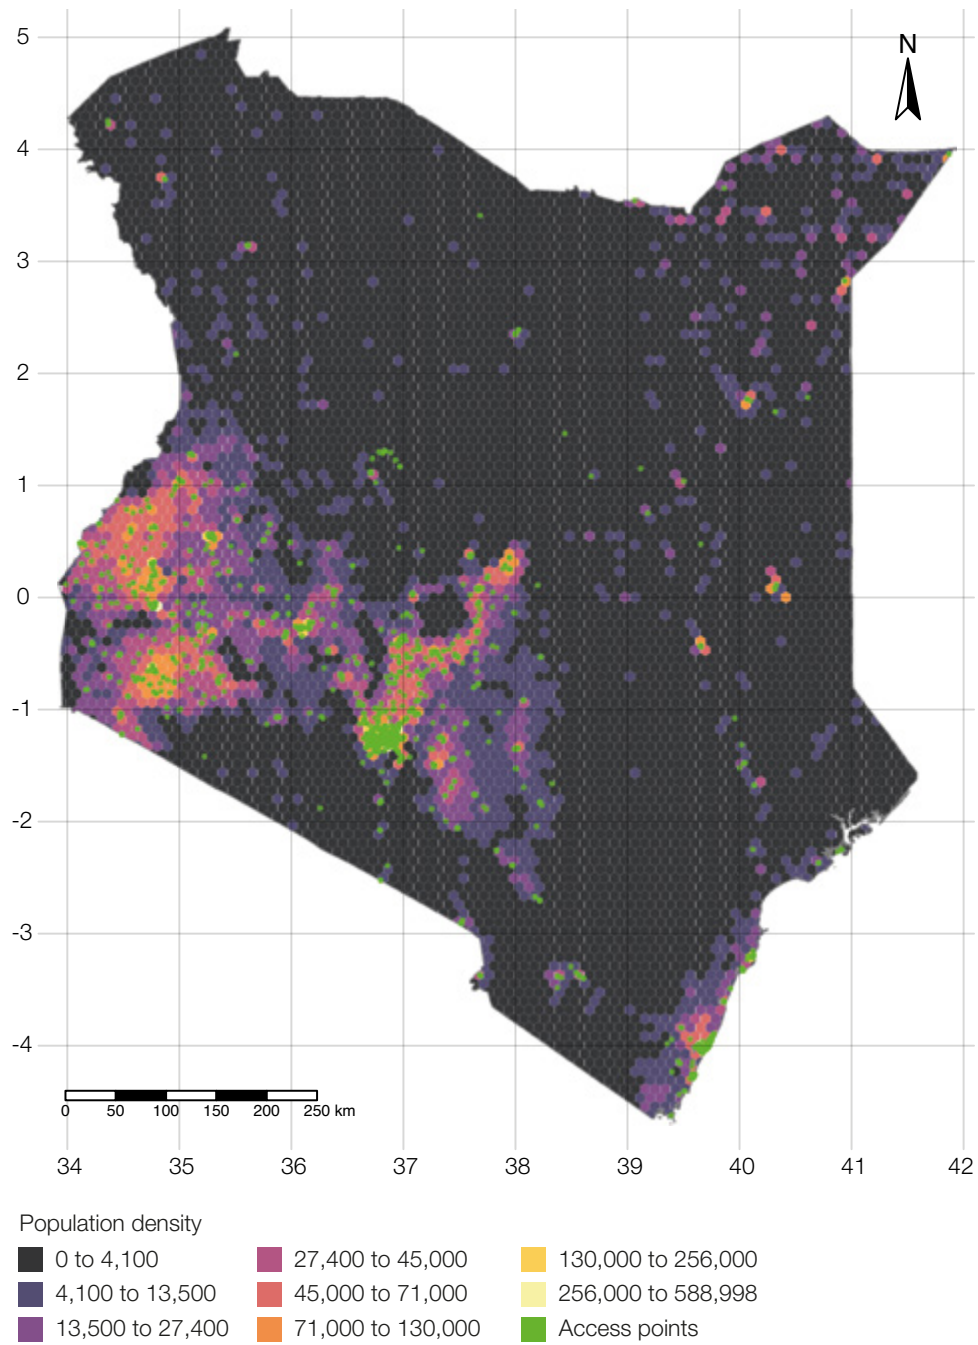 N
5
4
3
2
1
0
-1
-2
-3
-4
0 50 100 150 200 250 km
34 35 36 37 38 39 40 41 42
Population density
0 to 4,100 27,400 to 45,000 130,000 to 256,000
4,100 to 13,500 45,000 to 71,000 256,000 to 588,998
13,500 to 27,400 71,000 to 130,000 Access points